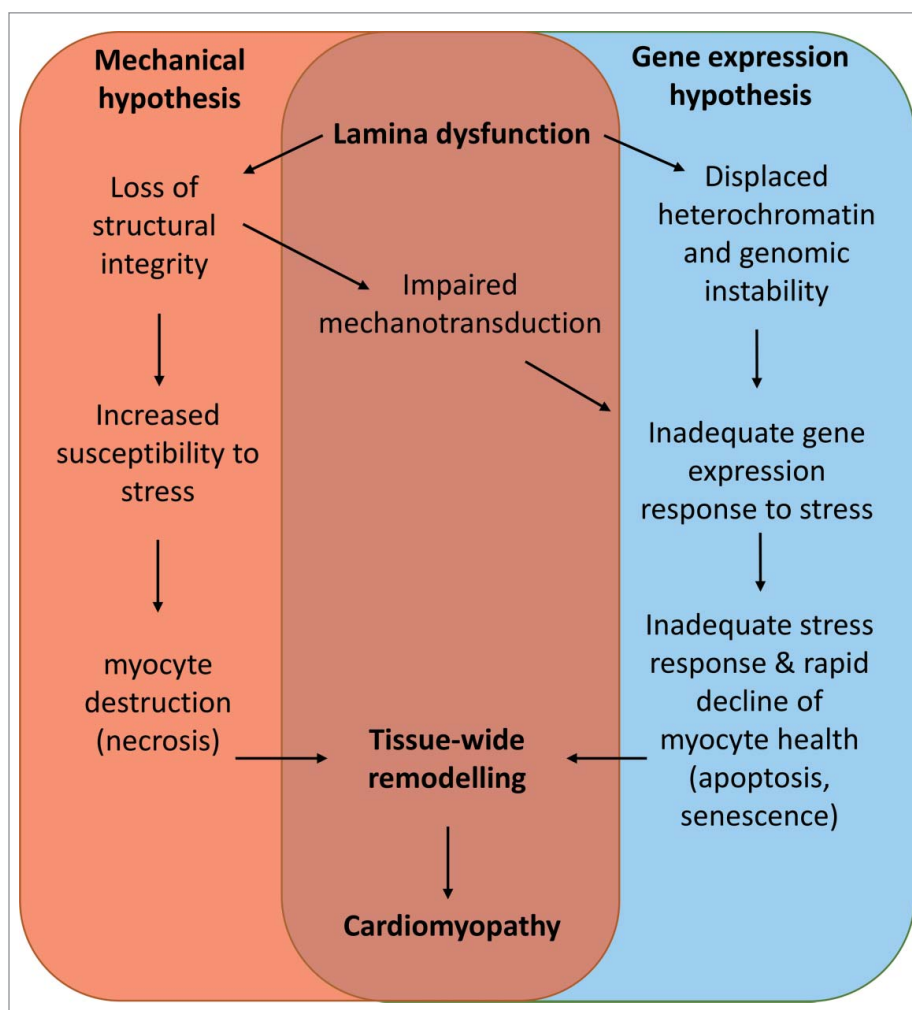 Mechanical
hypothesis
Gene expression
hypothesis
Lamina dysfunction
Loss of
structural
integrity
Displaced
heterochromatin
and genomic
instability
Impaired
mechanotransduction
Increased
susceptibility to
stress
Inadequate gene
expression
response to stress
myocyte
destruction
(necrosis)
Inadequate stress
response & rapid
decline of
myocyte health
(apoptosis,
senescence)
Tissue-wide
remodelling
Cardiomyopathy